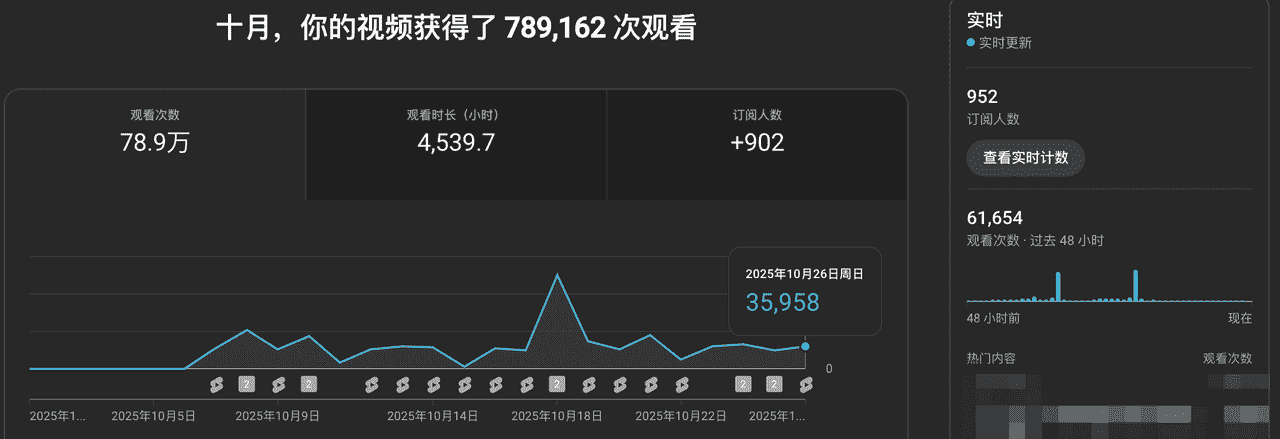 十月，你的视频获得了 789,162 次观看
观看次数
78.9万
观看时长（小时）
4,539.7
订阅人数
+902
2025年10月26日周日
35,958
0
2 2 2 2 2
2025年1... 2025年10月5日 2025年10月9日 2025年10月14日 2025年10月18日 2025年10月22日 2025年1...
实时
实时更新
952
订阅人数
查看实时计数
61,654
观看次数 · 过去 48 小时
48 小时前 现在
热门内容 观看次数